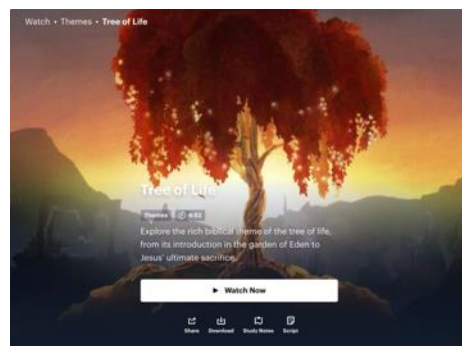 Watch • Themes • Tree of Life
Tree of Life
Themes 4:52
Explore the rich biblical theme of the tree of life,
from its introduction in the garden of Eden to
Jesus' ultimate sacrifice.
Watch Now
Share Download Study Notes Script